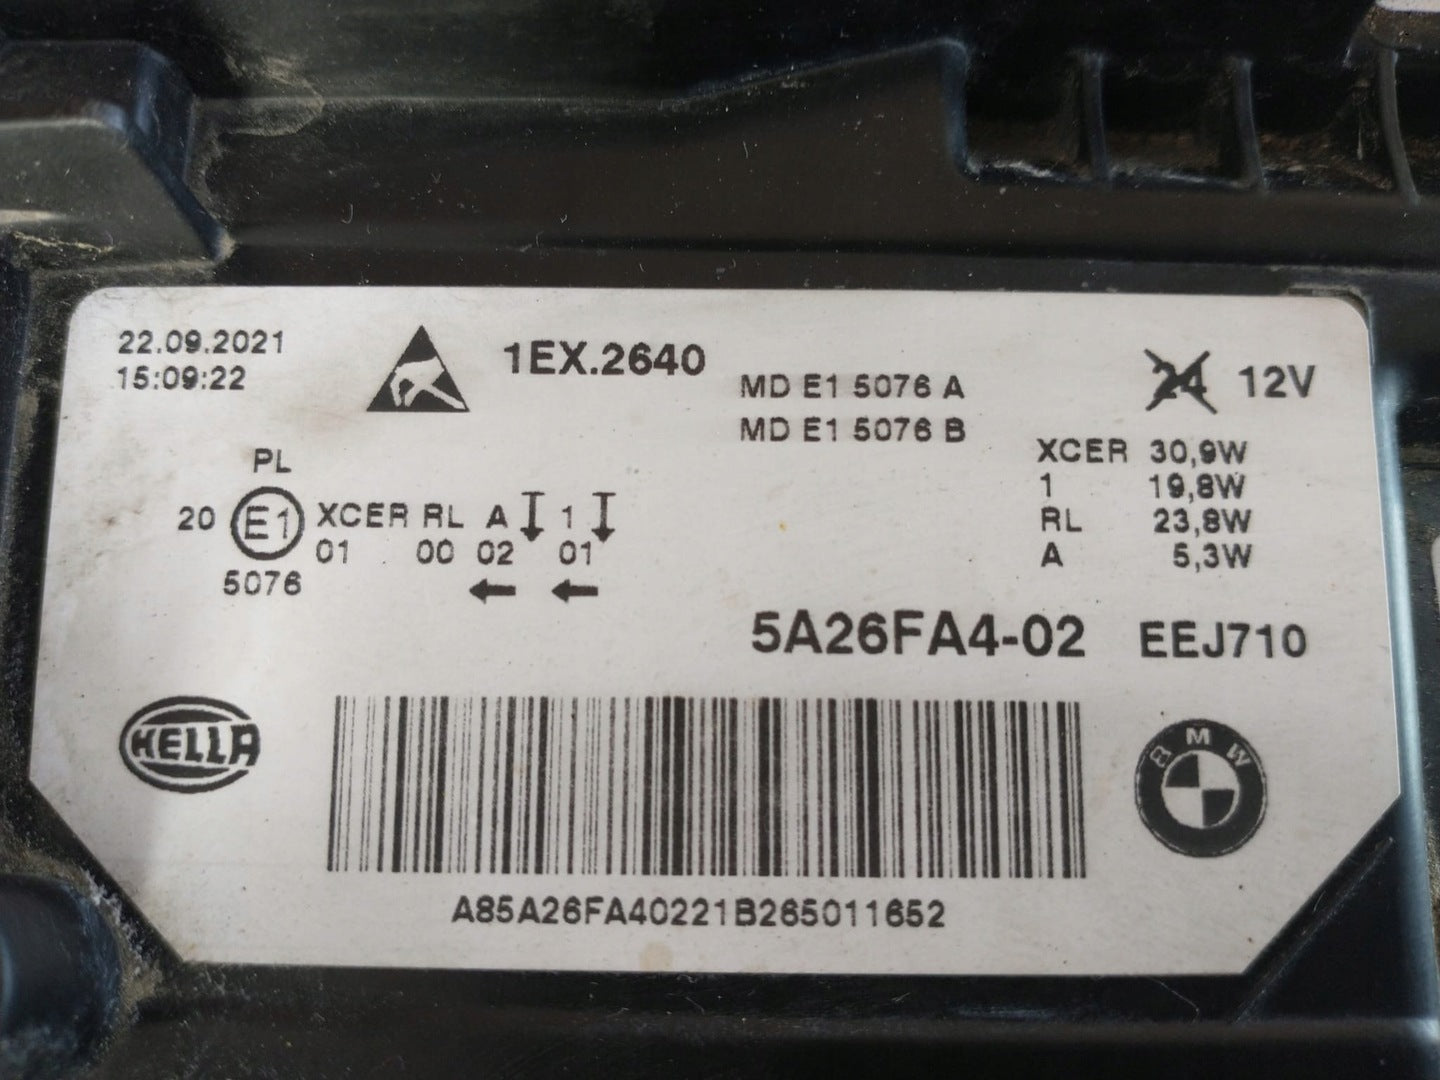 22.09.2021
15:09:22
1EX.2640
MD E1 5076 A
MD E1 5076 B
24 12V
XCER 30,9W
1 19,8W
RL 23,8W
A 5,3W
PL
20 E1 XCER RL A 1
01 00 02 01
5076
5A26FA4-02 EEJ710
HELLA
BMW
A85A26FA40221B265011652